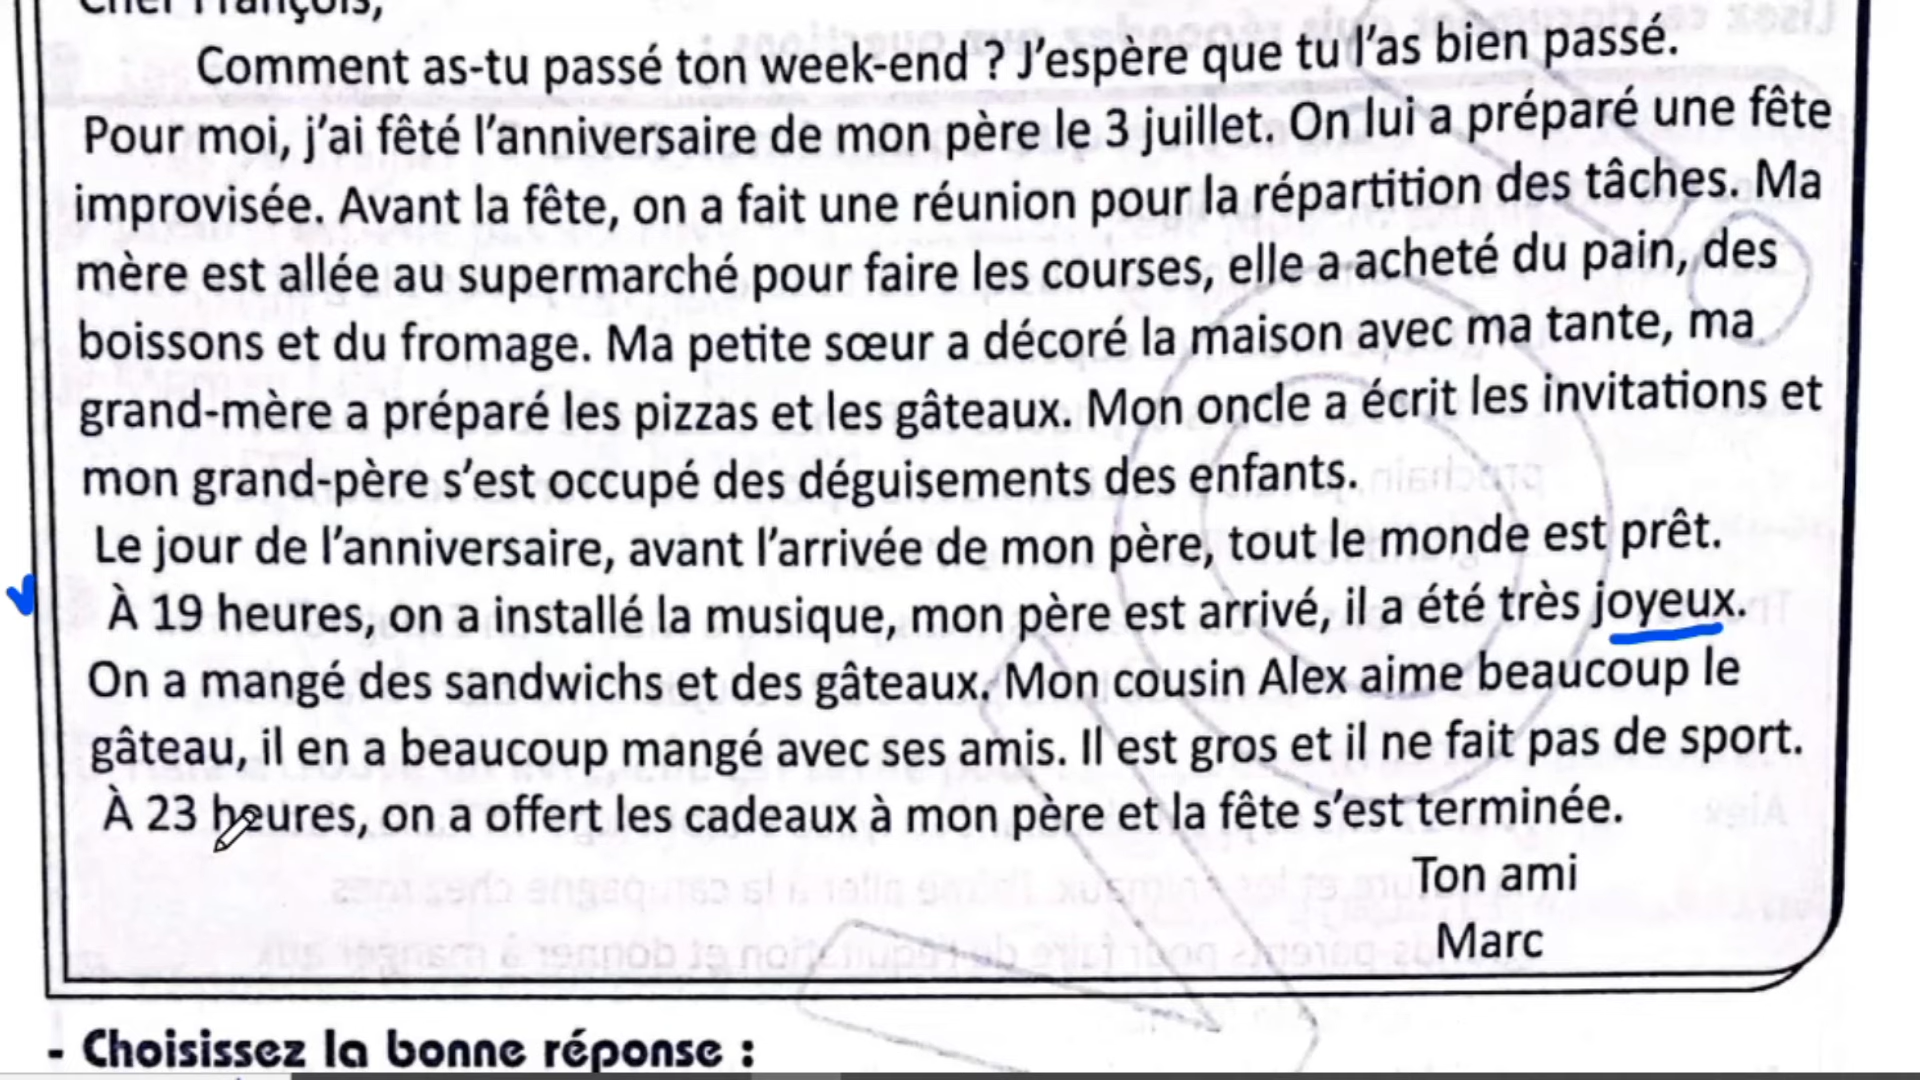 Cher François,
Comment as-tu passé ton week-end ? J'espère que tu l'as bien passé.
Pour moi, j'ai fêté l'anniversaire de mon père le 3 juillet. On lui a préparé une fête
improvisée. Avant la fête, on a fait une réunion pour la répartition des tâches. Ma
mère est allée au supermarché pour faire les courses, elle a acheté du pain, des
boissons et du fromage. Ma petite sœur a décoré la maison avec ma tante, ma
grand-mère a préparé les pizzas et les gâteaux. Mon oncle a écrit les invitations et
mon grand-père s'est occupé des déguisements des enfants.
Le jour de l'anniversaire, avant l'arrivée de mon père, tout le monde est prêt.
À 19 heures, on a installé la musique, mon père est arrivé, il a été très joyeux.
On a mangé des sandwichs et des gâteaux. Mon cousin Alex aime beaucoup le
gâteau, il en a beaucoup mangé avec ses amis. Il est gros et il ne fait pas de sport.
À 23 heures, on a offert les cadeaux à mon père et la fête s'est terminée.
Ton ami
Marc
- Choisissez la bonne réponse :